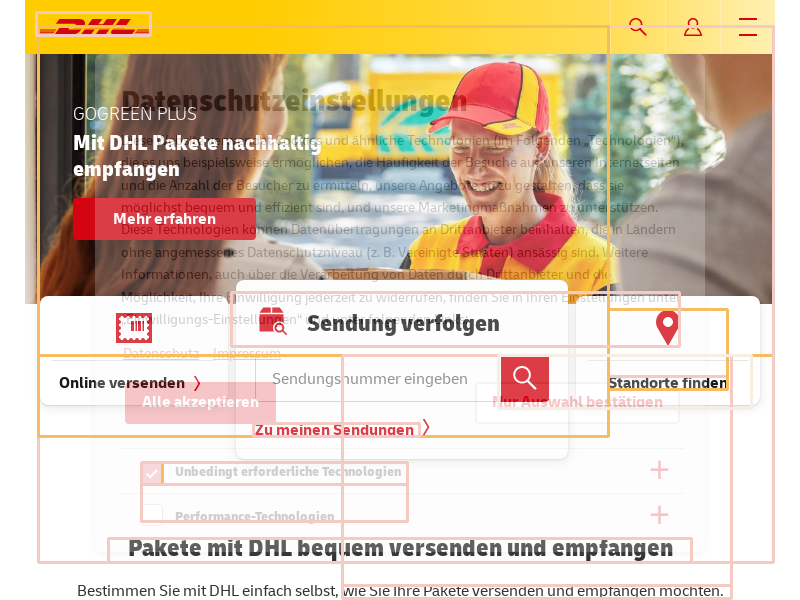 DHL
Datenschutzeinstellungen
GOGREEN PLUS
Mit DHL Pakete nachhaltig
empfangen
Mehr erfahren
und ähnliche Technologien (im Folgenden „Technologien“),
die es uns beispielsweise ermöglichen, die Häufigkeit der Besuche auf unseren Internetseiten
und die Anzahl der Besucher zu ermitteln, unsere Angebote so zu gestalten, dass sie
möglichst bequem und effizient sind, und unsere Marketingmaßnahmen zu unterstützen.
Diese Technologien können Datenübertragungen an Drittanbieter beinhalten, die in Ländern
ohne angemessenes Datenschutzniveau (z. B. Vereinigte Staaten) ansässig sind. Weitere
Informationen, auch über die Verarbeitung von Daten durch Drittanbieter und die
Möglichkeit, Ihre Einwilligung jederzeit zu widerrufen, finden Sie in Ihren Einstellungen unter
Sendung verfolgen
Datenschutz Impressum
Online versenden
Sendungsnummer eingeben
Standorte finden
Alle akzeptieren
Nur Auswahl bestätigen
Zu meinen Sendungen
Unbedingt erforderliche Technologien
Performance-Technologien
Pakete mit DHL bequem versenden und empfangen
Bestimmen Sie mit DHL einfach selbst, wie Sie Ihre Pakete versenden und empfangen möchten.